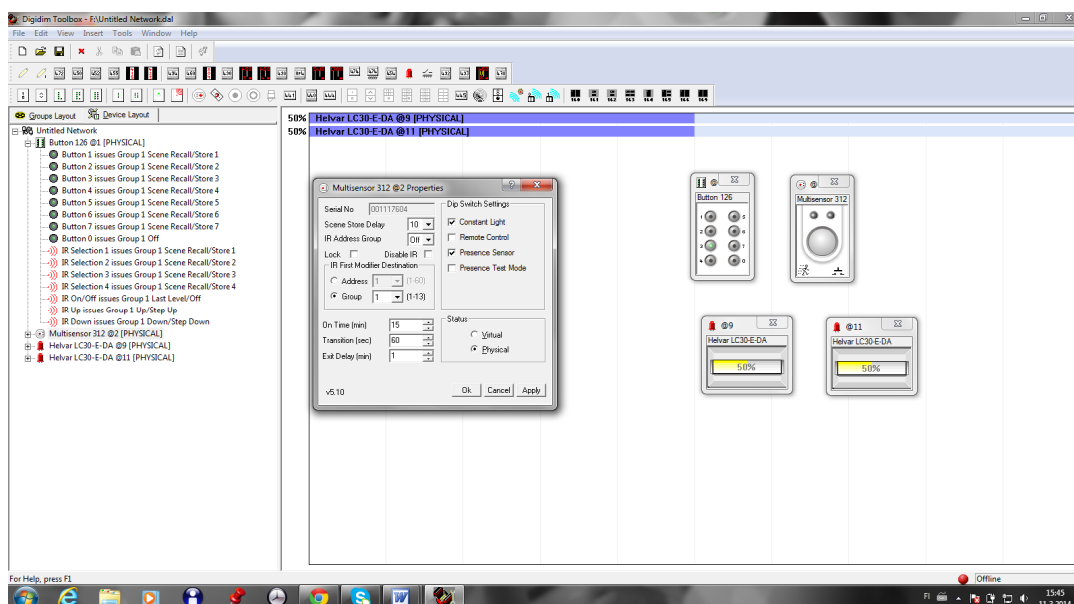 Digidim Toolbox - F:\Untitled Network.dal
File Edit View Insert Tools Window Help
Groups Layout Device Layout
Untitled Network
Button 126 @1 [PHYSICAL]
Button 1 issues Group 1 Scene Recall/Store 1
Button 2 issues Group 1 Scene Recall/Store 2
Button 3 issues Group 1 Scene Recall/Store 3
Button 4 issues Group 1 Scene Recall/Store 4
Button 5 issues Group 1 Scene Recall/Store 5
Button 6 issues Group 1 Scene Recall/Store 6
Button 7 issues Group 1 Scene Recall/Store 7
Button 0 issues Group 1 Off
IR Selection 1 issues Group 1 Scene Recall/Store 1
IR Selection 2 issues Group 1 Scene Recall/Store 2
IR Selection 3 issues Group 1 Scene Recall/Store 3
IR Selection 4 issues Group 1 Scene Recall/Store 4
IR On/Off issues Group 1 Last Level/Off
IR Up issues Group 1 Up/Step Up
IR Down issues Group 1 Down/Step Down
Multisensor 312 @2 [PHYSICAL]
Helvar LC30-E-DA @9 [PHYSICAL]
Helvar LC30-E-DA @11 [PHYSICAL]
50% Helvar LC30-E-DA @9 [PHYSICAL]
50% Helvar LC30-E-DA @11 [PHYSICAL]
Multisensor 312 @2 Properties
Serial No 001117604
Scene Store Delay 10
IR Address Group Off
Lock Disable IR
IR First Modifier Destination
Address 1 (1-60)
Group 1 (1-13)
On Time (min) 15
Transition (sec) 60
Exit Delay (min) 1
v5.10
Dip Switch Settings
Constant Light
Remote Control
Presence Sensor
Presence Test Mode
Status
Virtual
Physical
Ok Cancel Apply
@
Button 126
@
Multisensor 312
@9
Helvar LC30-E-DA
50%
@11
Helvar LC30-E-DA
50%
For Help, press F1
Offline
FI
15:45
11.3.2014